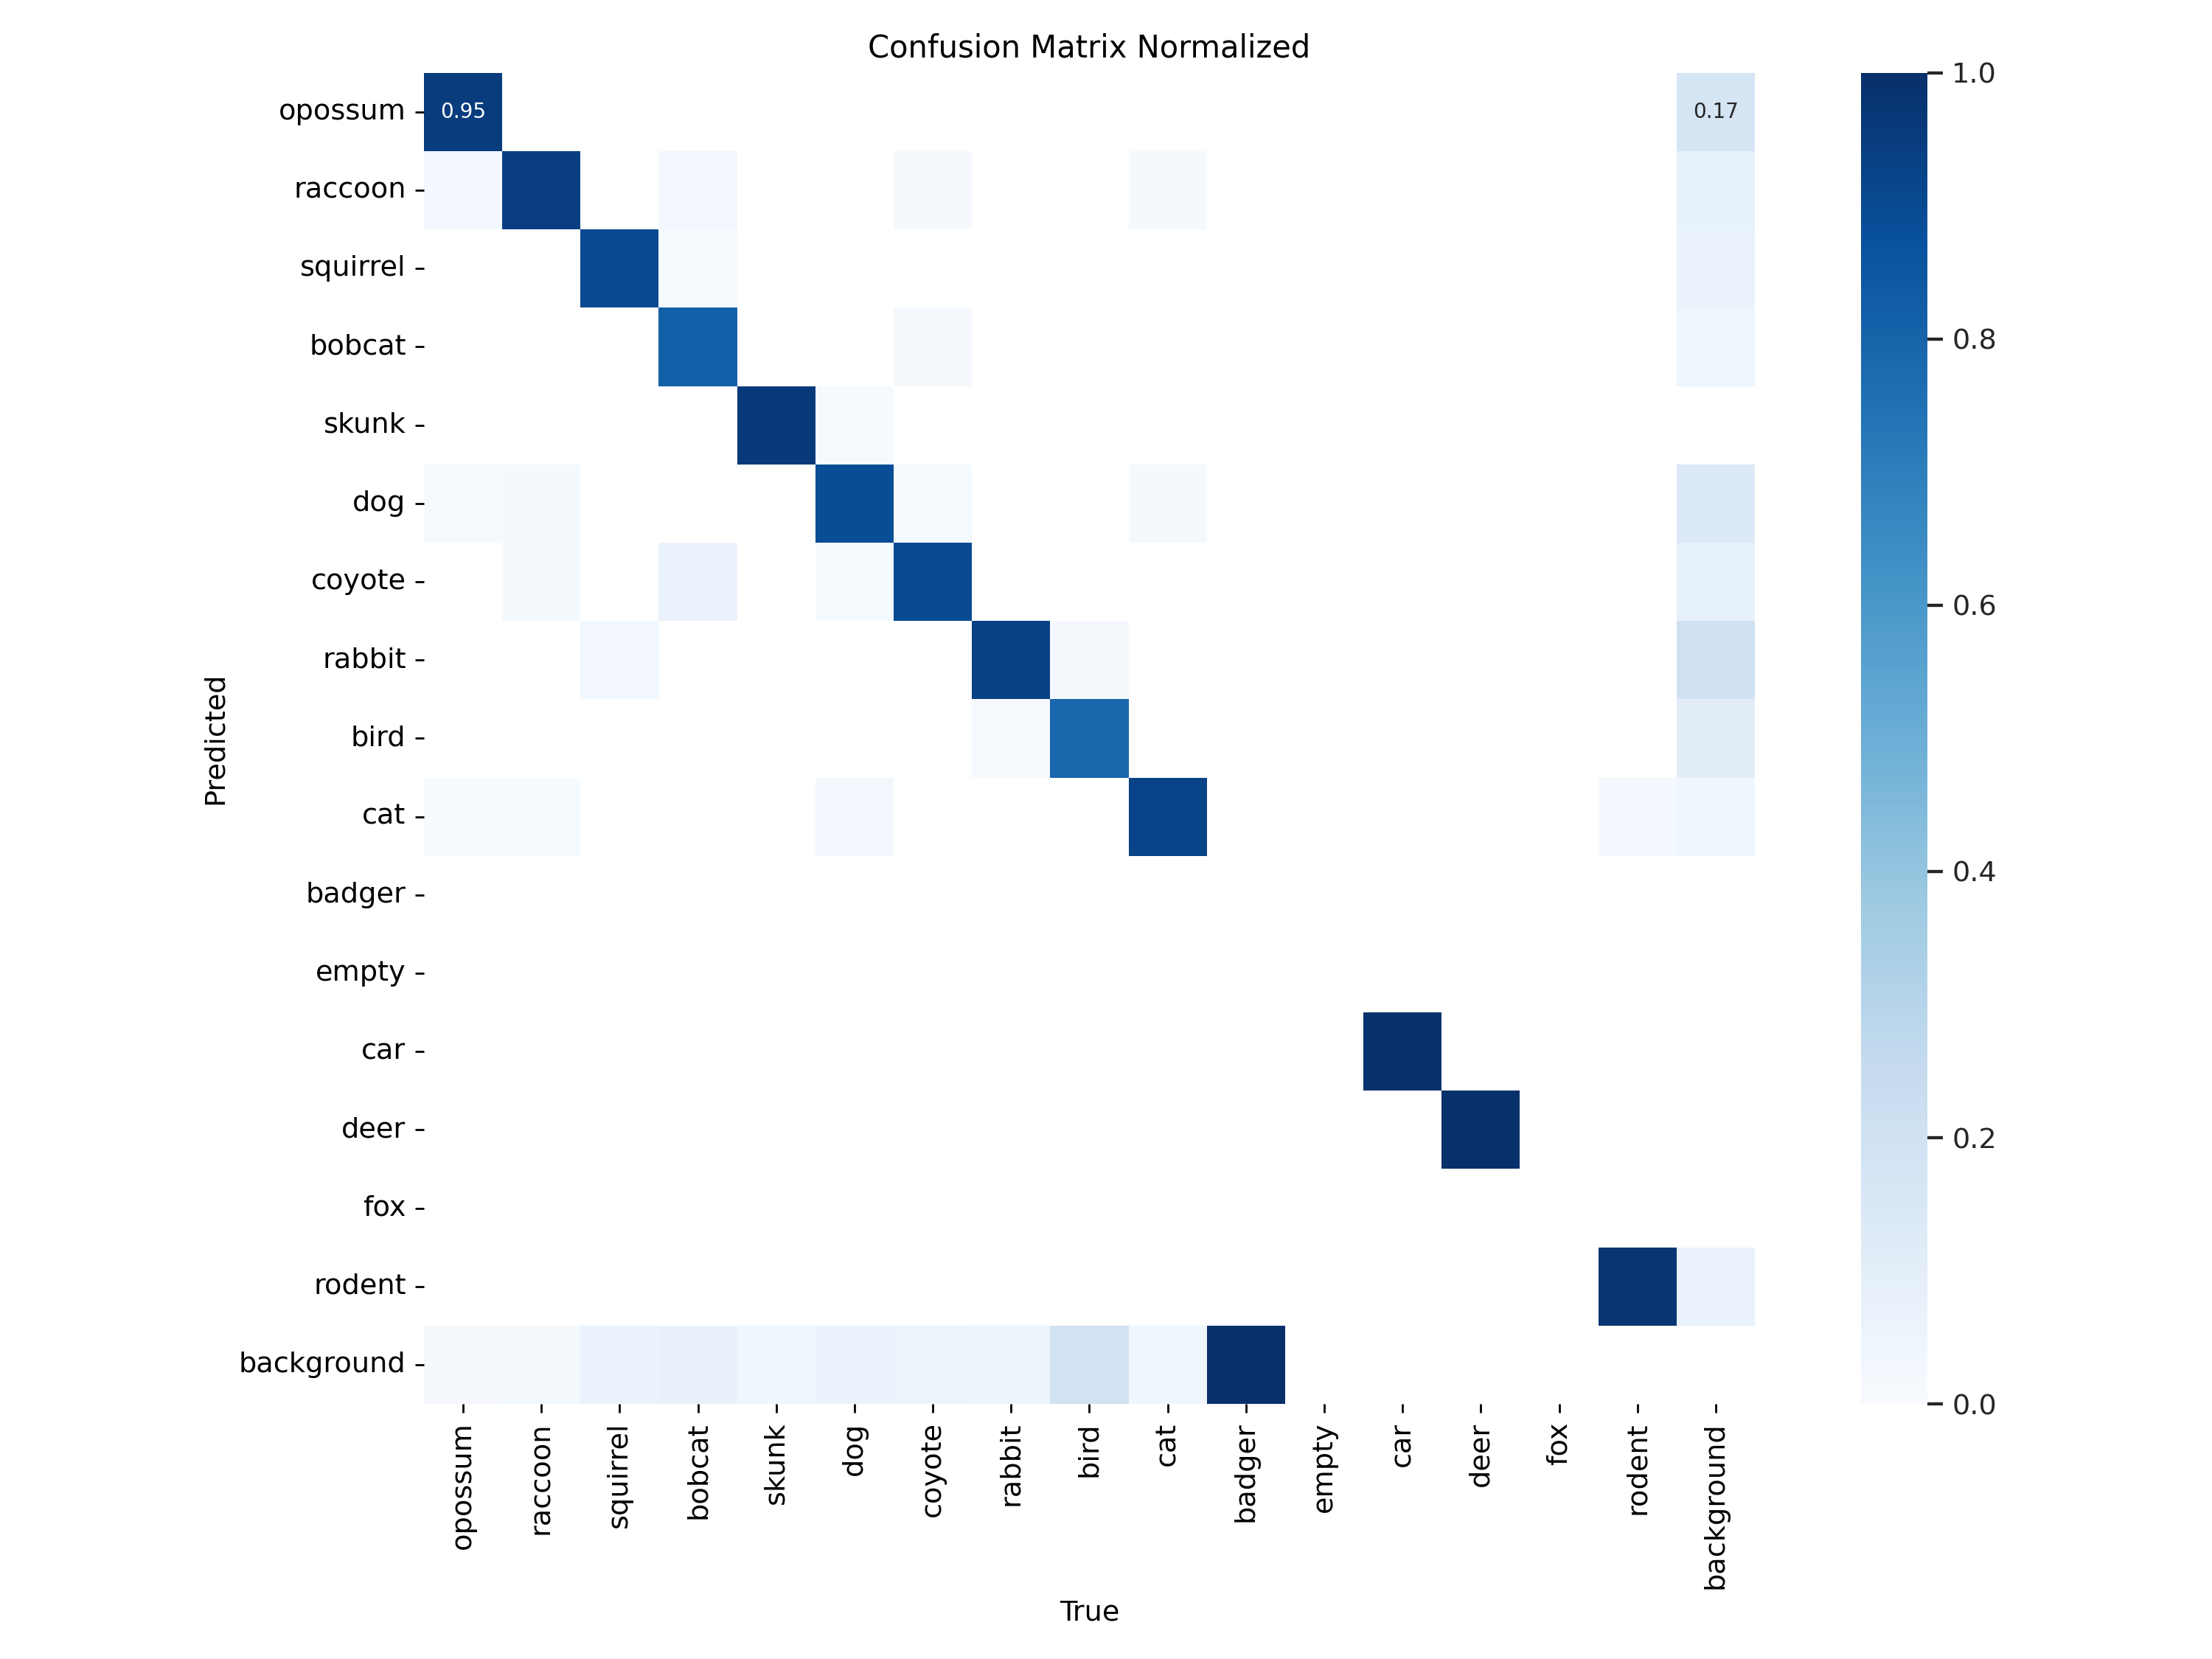 Confusion Matrix Normalized
opossum
0.95
0.17
raccoon
squirrel
bobcat
skunk
dog
coyote
rabbit
bird
cat
badger
empty
car
deer
fox
rodent
background
Predicted
opossum
raccoon
squirrel
bobcat
skunk
dog
coyote
rabbit
bird
cat
badger
empty
car
deer
fox
rodent
background
True
1.0
0.8
0.6
0.4
0.2
0.0